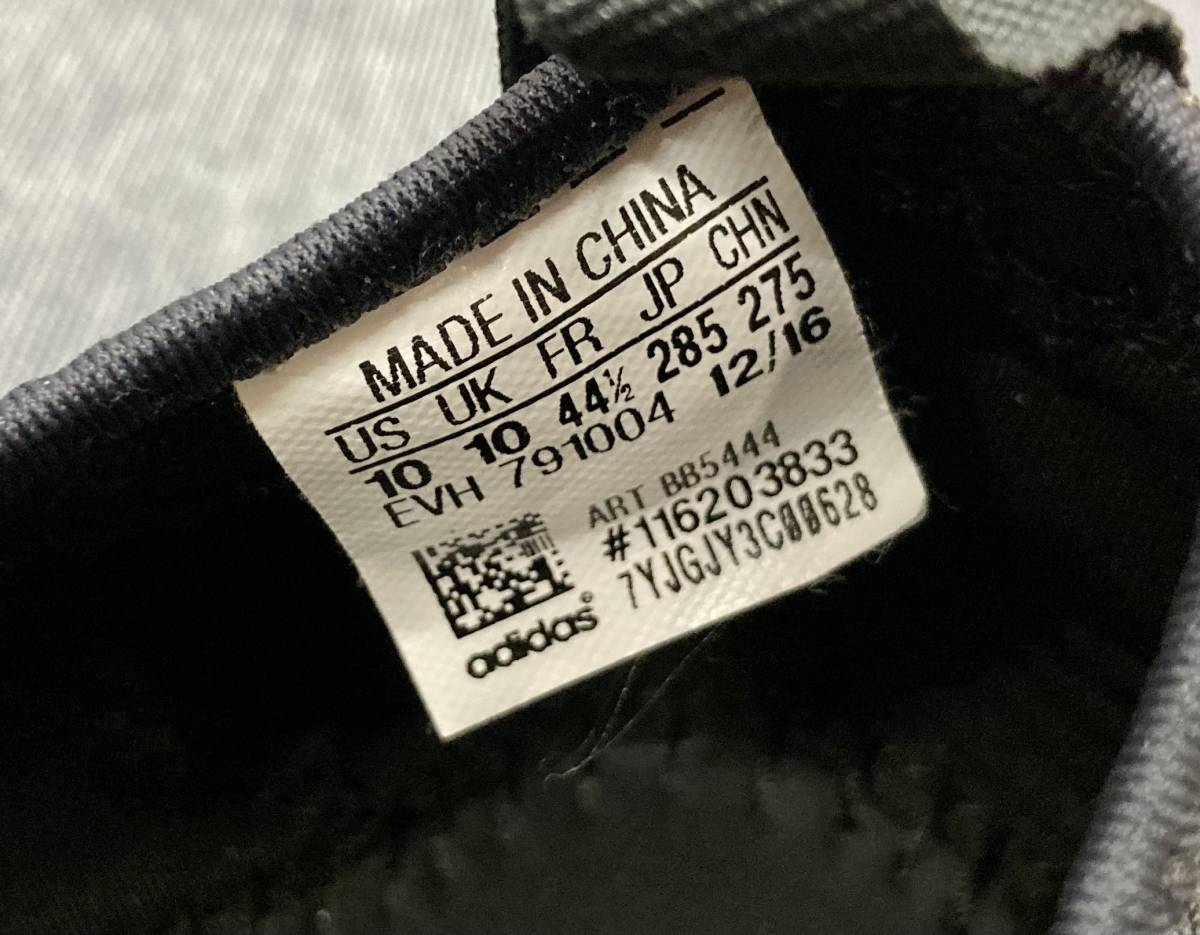 MADE IN CHINA
US UK FR JP CHN
10 10 44½ 285 275
EVH 791004 12/16
ART BB5444
#116203833
7YJGJY3C00628
adidas®